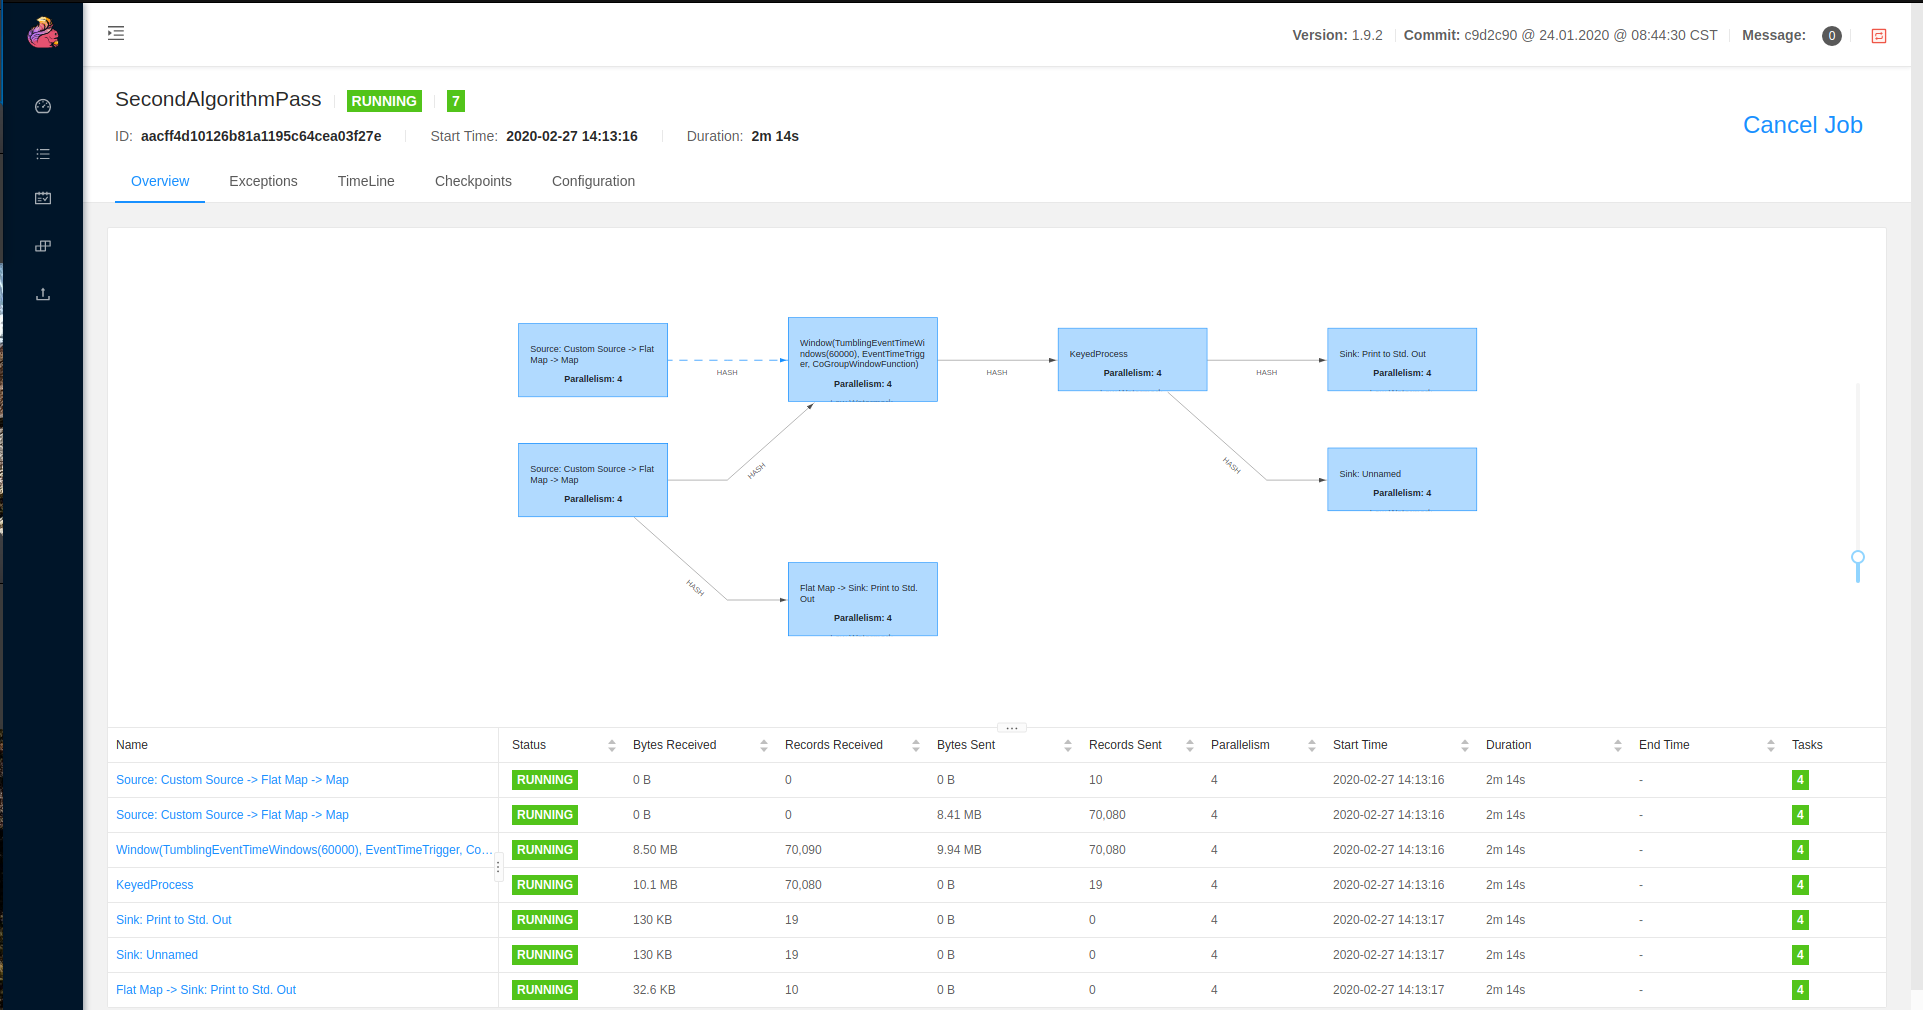 Version: 1.9.2 Commit: c9d2c90 @ 24.01.2020 @ 08:44:30 CST Message: 0
SecondAlgorithmPass RUNNING 7
ID: aacff4d10126b81a1195c64cea03f27e Start Time: 2020-02-27 14:13:16 Duration: 2m 14s
Cancel Job
Overview Exceptions TimeLine Checkpoints Configuration
Source: Custom Source -> Flat
Map -> Map
Parallelism: 4
HASH
Window(TumblingEventTimeWi
ndows(60000), EventTimeTrigg
er, CoGroupWindowFunction)
Parallelism: 4
HASH
KeyedProcess
Parallelism: 4
HASH
Sink: Print to Std. Out
Parallelism: 4
Source: Custom Source -> Flat
Map -> Map
Parallelism: 4
HASH
HASH
Sink: Unnamed
Parallelism: 4
HASH
Flat Map -> Sink: Print to Std.
Out
Parallelism: 4
Name Status Bytes Received Records Received Bytes Sent Records Sent Parallelism Start Time Duration End Time Tasks
Source: Custom Source -> Flat Map -> Map RUNNING 0 B 0 0 B 10 4 2020-02-27 14:13:16 2m 14s - 4
Source: Custom Source -> Flat Map -> Map RUNNING 0 B 0 8.41 MB 70,080 4 2020-02-27 14:13:16 2m 14s - 4
Window(TumblingEventTimeWindows(60000), EventTimeTrigger, Co... RUNNING 8.50 MB 70,090 9.94 MB 70,080 4 2020-02-27 14:13:16 2m 14s - 4
KeyedProcess RUNNING 10.1 MB 70,080 0 B 19 4 2020-02-27 14:13:16 2m 14s - 4
Sink: Print to Std. Out RUNNING 130 KB 19 0 B 0 4 2020-02-27 14:13:17 2m 14s - 4
Sink: Unnamed RUNNING 130 KB 19 0 B 0 4 2020-02-27 14:13:17 2m 14s - 4
Flat Map -> Sink: Print to Std. Out RUNNING 32.6 KB 10 0 B 0 4 2020-02-27 14:13:17 2m 14s - 4